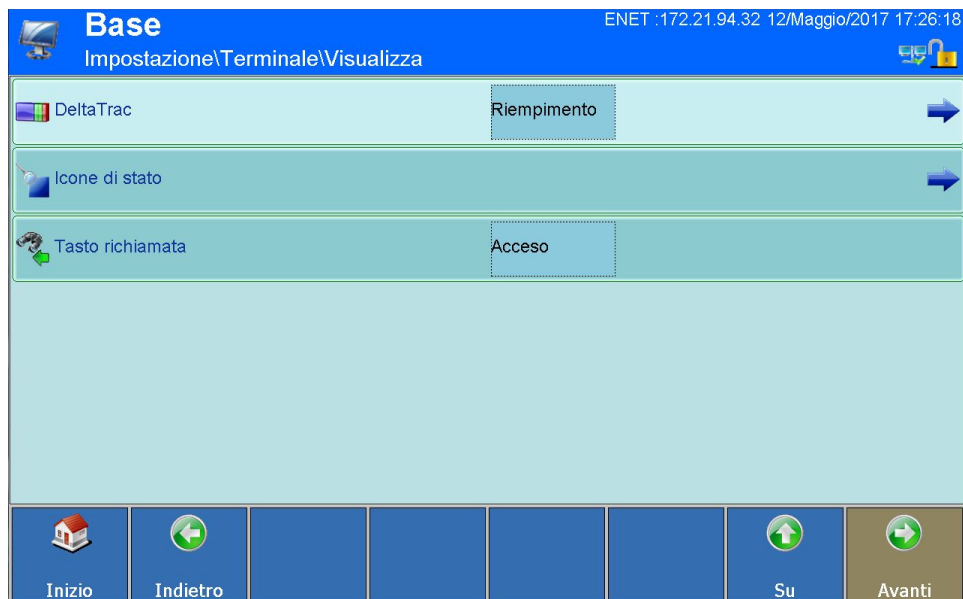 Base
ENET :172.21.94.32 12/Maggio/2017 17:26:18
Impostazione\Terminale\Visualizza
DeltaTrac Riempimento
Icone di stato
Tasto richiamata Acceso
Inizio Indietro Su Avanti